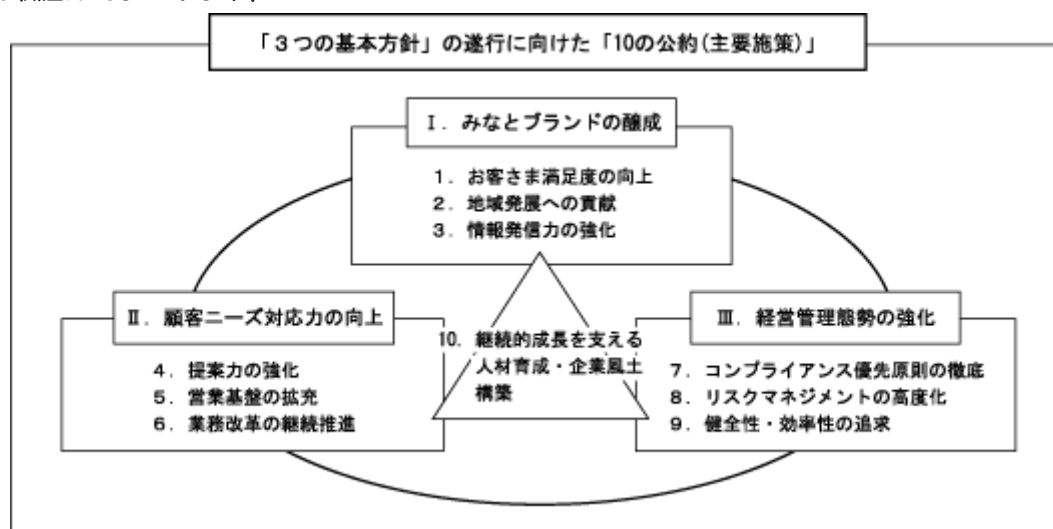 「３つの基本方針」の遂行に向けた「10の公約(主要施策)」
Ⅰ．みなとブランドの醸成
１．お客さま満足度の向上
２．地域発展への貢献
３．情報発信力の強化
Ⅱ．顧客ニーズ対応力の向上
４．提案力の強化
５．営業基盤の拡充
６．業務改革の継続推進
10．継続的成長を支える
人材育成・企業風土
構築
Ⅲ．経営管理態勢の強化
７．コンプライアンス優先原則の徹底
８．リスクマネジメントの高度化
９．健全性・効率性の追求